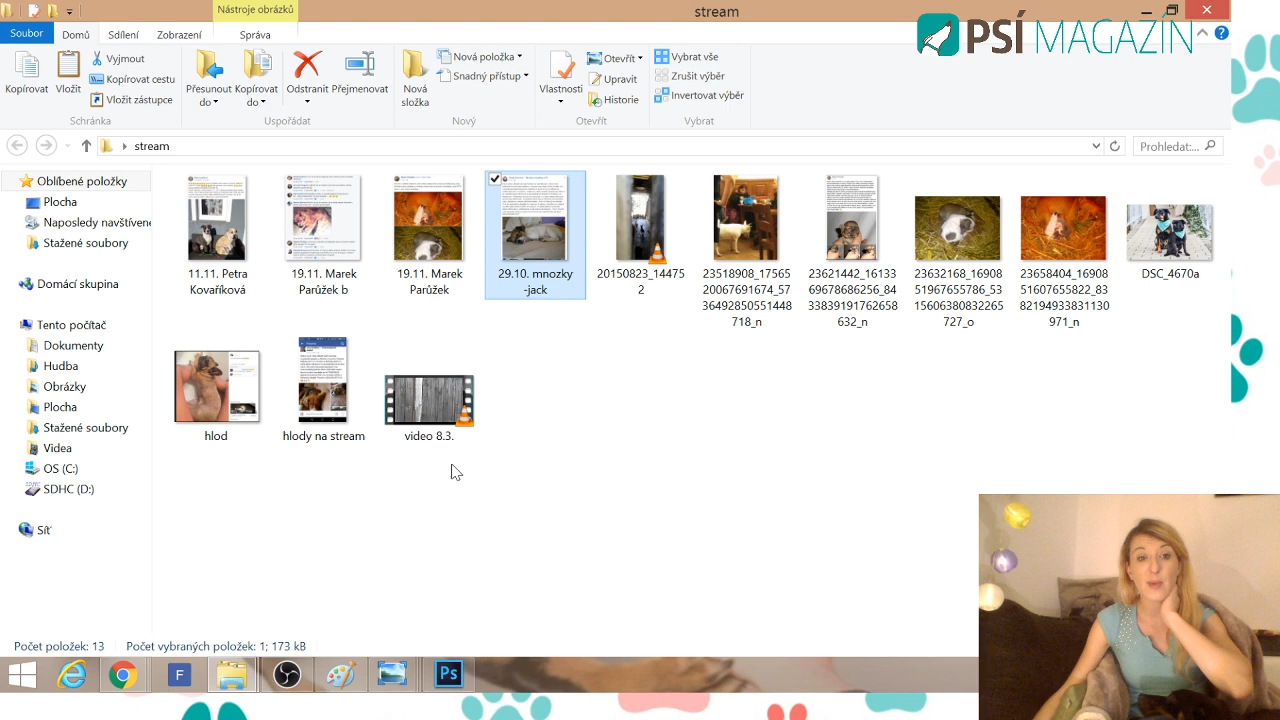 Nástroje obrázků
stream
Soubor
Domů
Sdílení
Zobrazení
Správa
PSÍ MAGAZÍN
Kopírovat
Vložit
Vyjmout
Kopírovat cestu
Vložit zástupce
Schránka
Přesunout do
Kopírovat do
Odstranit
Přejmenovat
Uspořádat
Nová složka
Nová položka
Snadný přístup
Nový
Vlastnosti
Otevřít
Upravit
Historie
Otevřít
Vybrat vše
Zrušit výběr
Invertovat výběr
Vybrat
stream
Prohledat:...
Oblíbené položky
Plocha
Naposledy navštíven
Stažené soubory
Domácí skupina
Tento počítač
Dokumenty
Hudba
Obrázky
Plocha
Stažené soubory
Videa
OS (C:)
SDHC (D:)
Síť
11.11. Petra
Kovaříková
19.11. Marek
Parůžek b
19.11. Marek
Parůžek
29.10. mnozky
-jack
20150823_14475
2
23518908_17565
20067691674_57
36492850551448
718_n
23621442_16133
69678686256_84
33839191762658
632_n
23632168_16908
51967655786_53
15606380832265
727_o
23658404_16908
51607655822_83
82194933831130
971_n
DSC_4670a
hlod
hlody na stream
video 8.3.
Počet položek: 13
Počet vybraných položek: 1; 173 kB
F
Ps